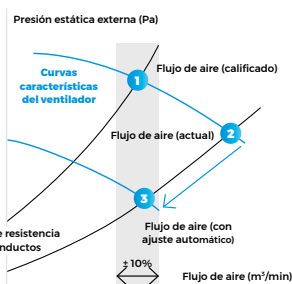 Presión estática externa (Pa)
Curvas
características
del ventilador
1
Flujo de aire (calificado)
Flujo de aire (actual)
2
3
e resistencia
nductos
Flujo de aire (con
ajuste automático)
±10%
Flujo de aire (m³/min)